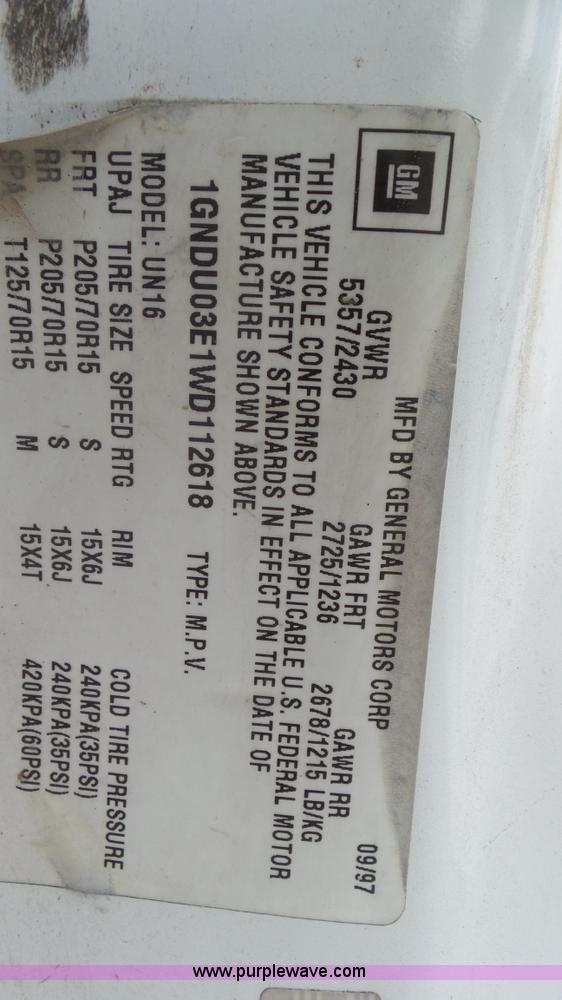 GM
MFD BY GENERAL MOTORS CORP 09/97
GVWR GAWR FRT GAWR RR
5357/2430 2725/1236 2678/1215 LB/KG
THIS VEHICLE CONFORMS TO ALL APPLICABLE U.S. FEDERAL MOTOR
VEHICLE SAFETY STANDARDS IN EFFECT ON THE DATE OF
MANUFACTURE SHOWN ABOVE.
1GNDU03E1WD112618 TYPE: M.P.V.
MODEL: UN16
UPAJ TIRE SIZE SPEED RTG RIM COLD TIRE PRESSURE
FRT P205/70R15 S 15X6J 240KPA(35PSI)
RR P205/70R15 S 15X6J 240KPA(35PSI)
SPA T125/70R15 M 15X4T 420KPA(60PSI)
www.purplewave.com